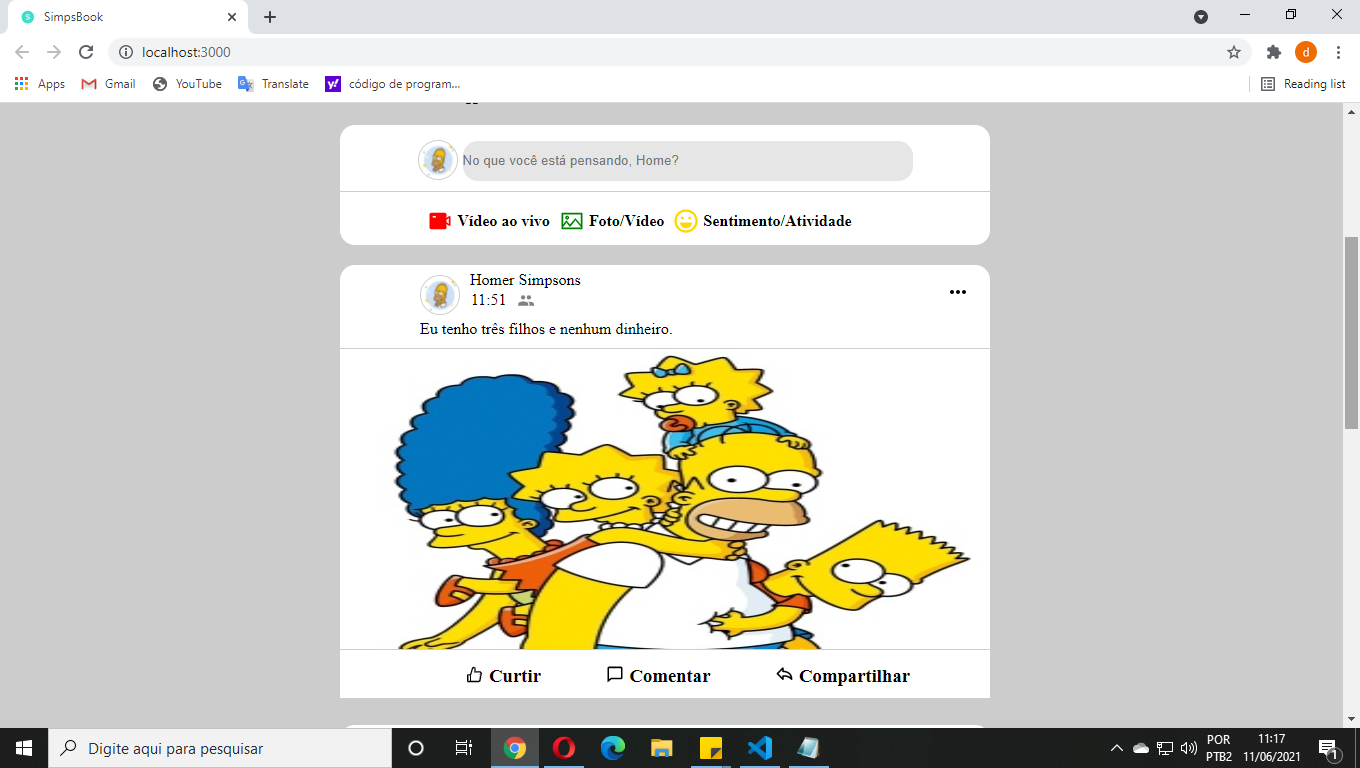 SimpsBook
localhost:3000
d
Apps Gmail YouTube Translate código de program... Reading list
No que você está pensando, Home?
Vídeo ao vivo Foto/Vídeo Sentimento/Atividade
Homer Simpsons
11:51
Eu tenho três filhos e nenhum dinheiro.
Curtir Comentar Compartilhar
Digite aqui para pesquisar
POR 11:17
PTB2 11/06/2021 1